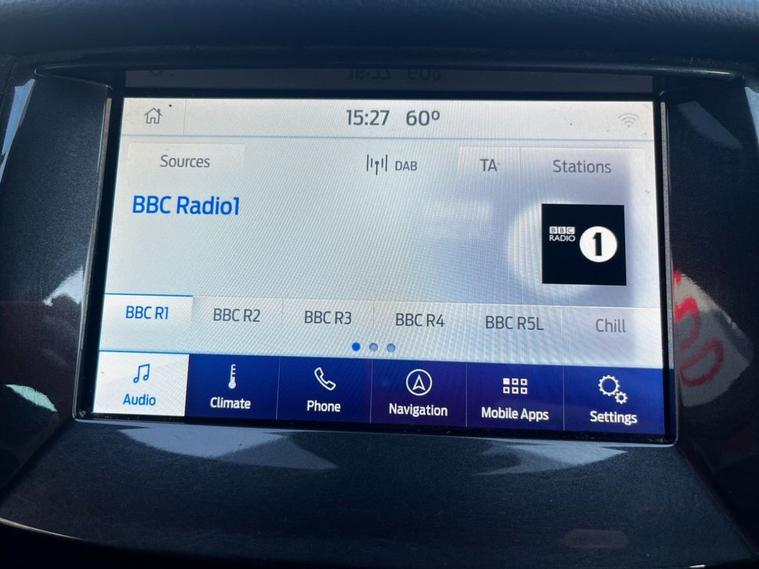 15:27 60°
Sources DAB TA Stations
BBC Radio1
BBC
RADIO 1
BBC R1 BBC R2 BBC R3 BBC R4 BBC R5L Chill
Audio Climate Phone Navigation Mobile Apps Settings